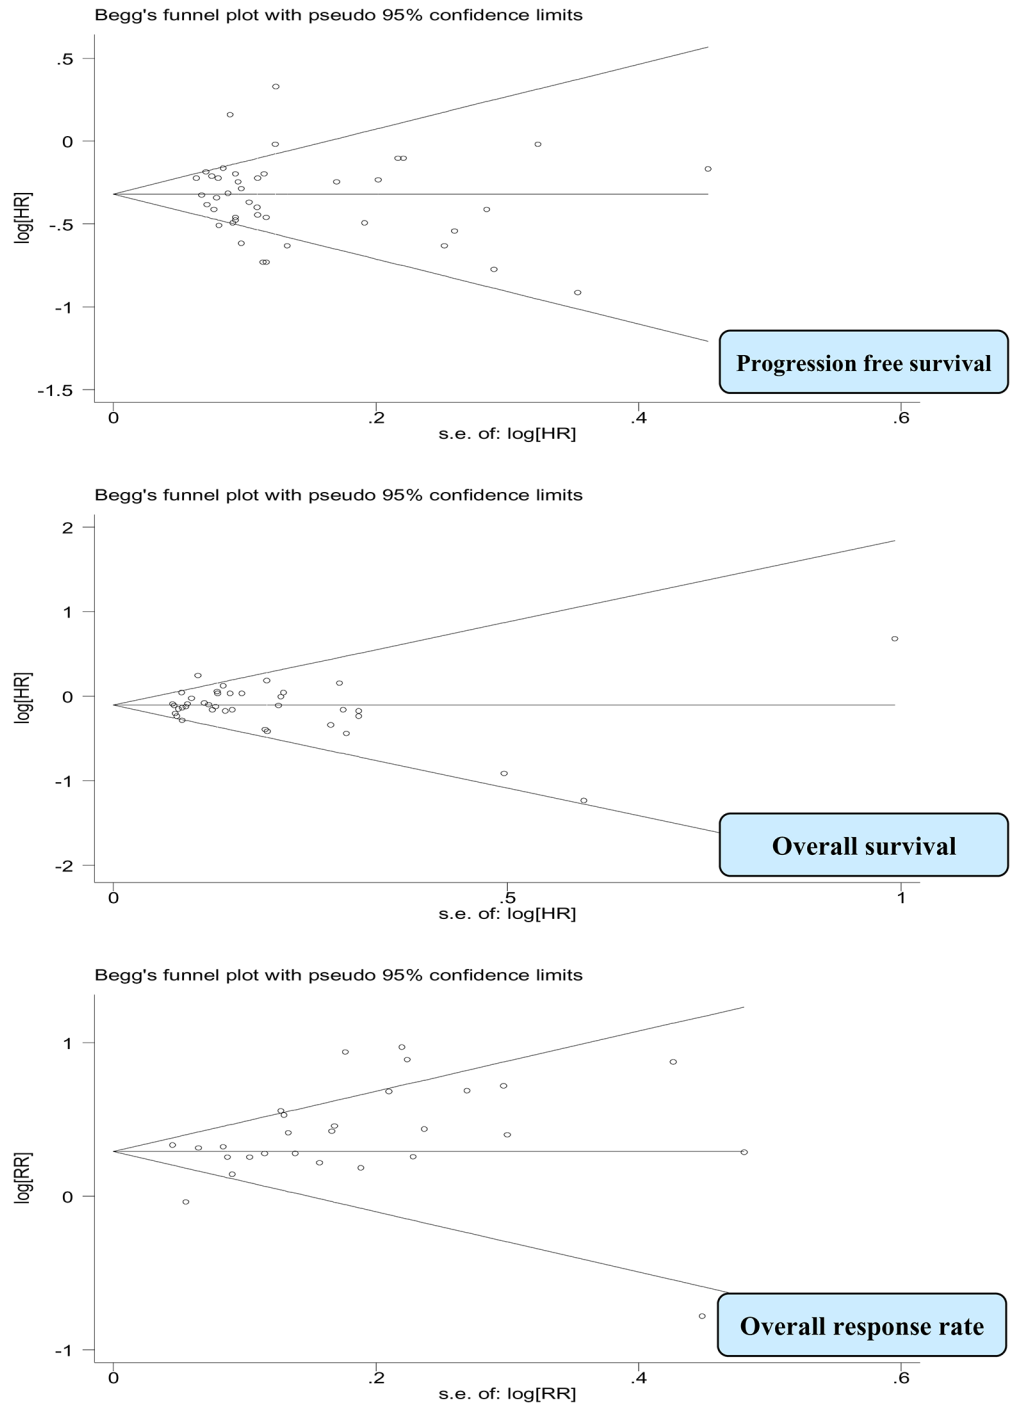 Begg's funnel plot with pseudo 95% confidence limits
.5
0
-.5
-1
-1.5
log[HR]
0 .2 .4 .6
s.e. of: log[HR]
Progression free survival
Begg's funnel plot with pseudo 95% confidence limits
2
1
0
-1
-2
log[HR]
0 .5 1
s.e. of: log[HR]
Overall survival
Begg's funnel plot with pseudo 95% confidence limits
1
0
-1
log[RR]
0 .2 .4 .6
s.e. of: log[RR]
Overall response rate